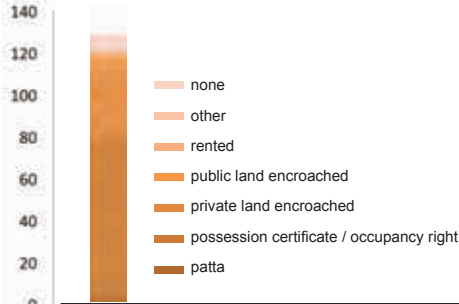 140
120
100
80
60
40
20
0
none
other
rented
public land encroached
private land encroached
possession certificate / occupancy right
patta